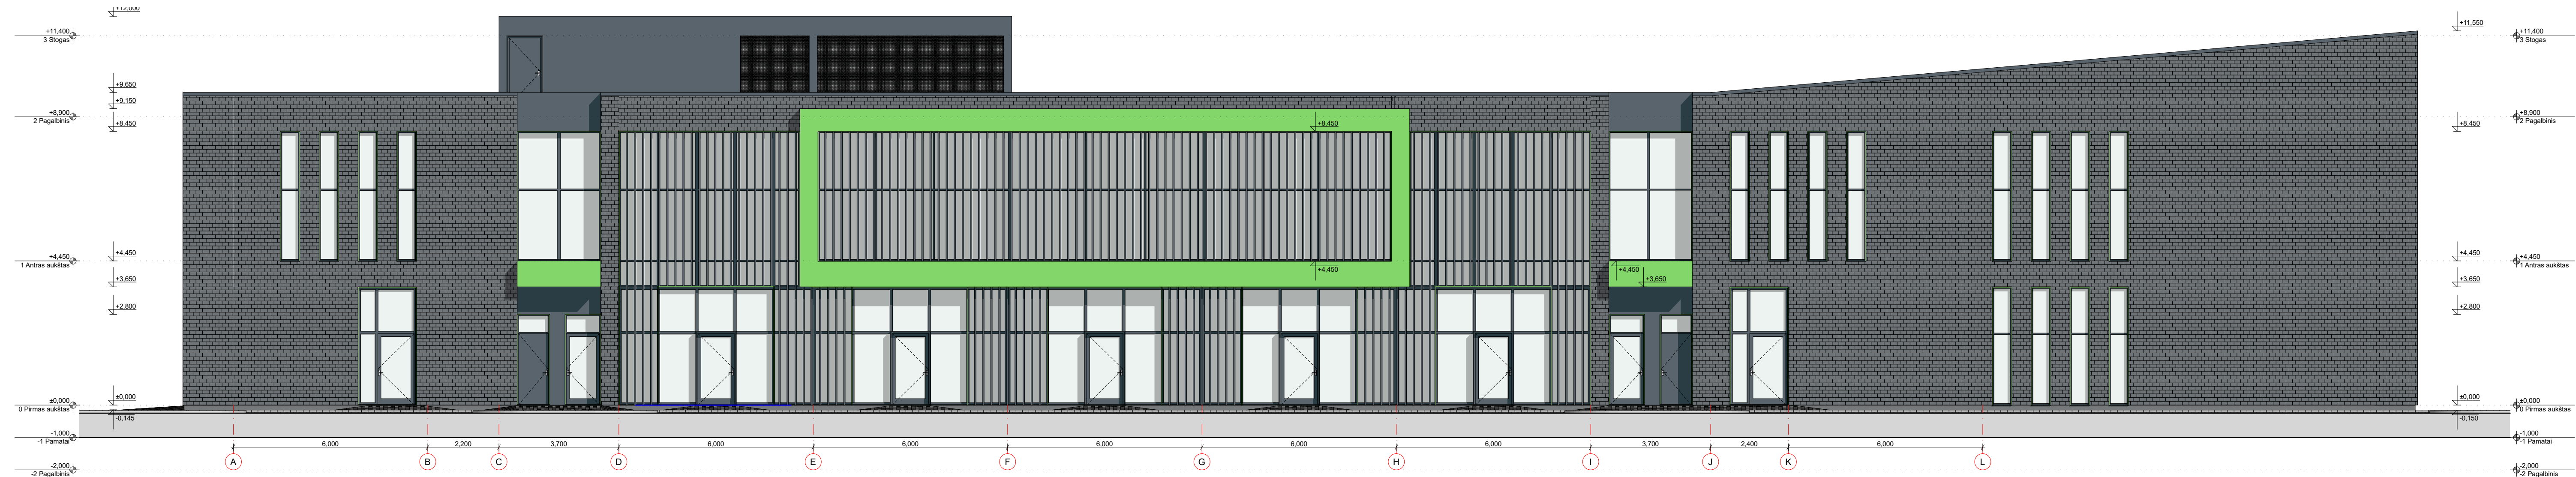 +12,000
+11,400
3 Stogas
+9,650
+9,150
+8,900
2 Pagalbinis
+8,450
+4,450
1 Antras aukštas
+3,650
+2,800
±0,000
±0,000
0 Pirmas aukštas
-0,145
-1,000
-1 Pamatai
-2,000
-2 Pagalbinis
+8,450
+4,450
+4,450
+3,650
+11,550
+11,400
3 Stogas
+8,900
2 Pagalbinis
+8,450
+4,450
+4,450
1 Antras aukštas
+3,650
+2,800
±0,000
±0,000
0 Pirmas aukštas
-0,150
-1,000
-1 Pamatai
-2,000
-2 Pagalbinis
6,000 2,200 3,700 6,000 6,000 6,000 6,000 6,000 3,700 2,400 6,000
A B C D E F G H I J K L